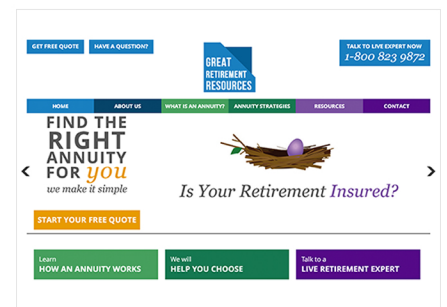 GET FREE QUOTE
HAVE A QUESTION?
GREAT
RETIREMENT
RESOURCES
TALK TO LIVE EXPERT NOW
1-800 823 9872
HOME
ABOUT US
WHAT IS AN ANNUITY?
ANNUITY STRATEGIES
RESOURCES
CONTACT
FIND THE
RIGHT
ANNUITY
FOR you
we make it simple
Is Your Retirement Insured?
START YOUR FREE QUOTE
Learn
HOW AN ANNUITY WORKS
We will
HELP YOU CHOOSE
Talk to a
LIVE RETIREMENT EXPERT